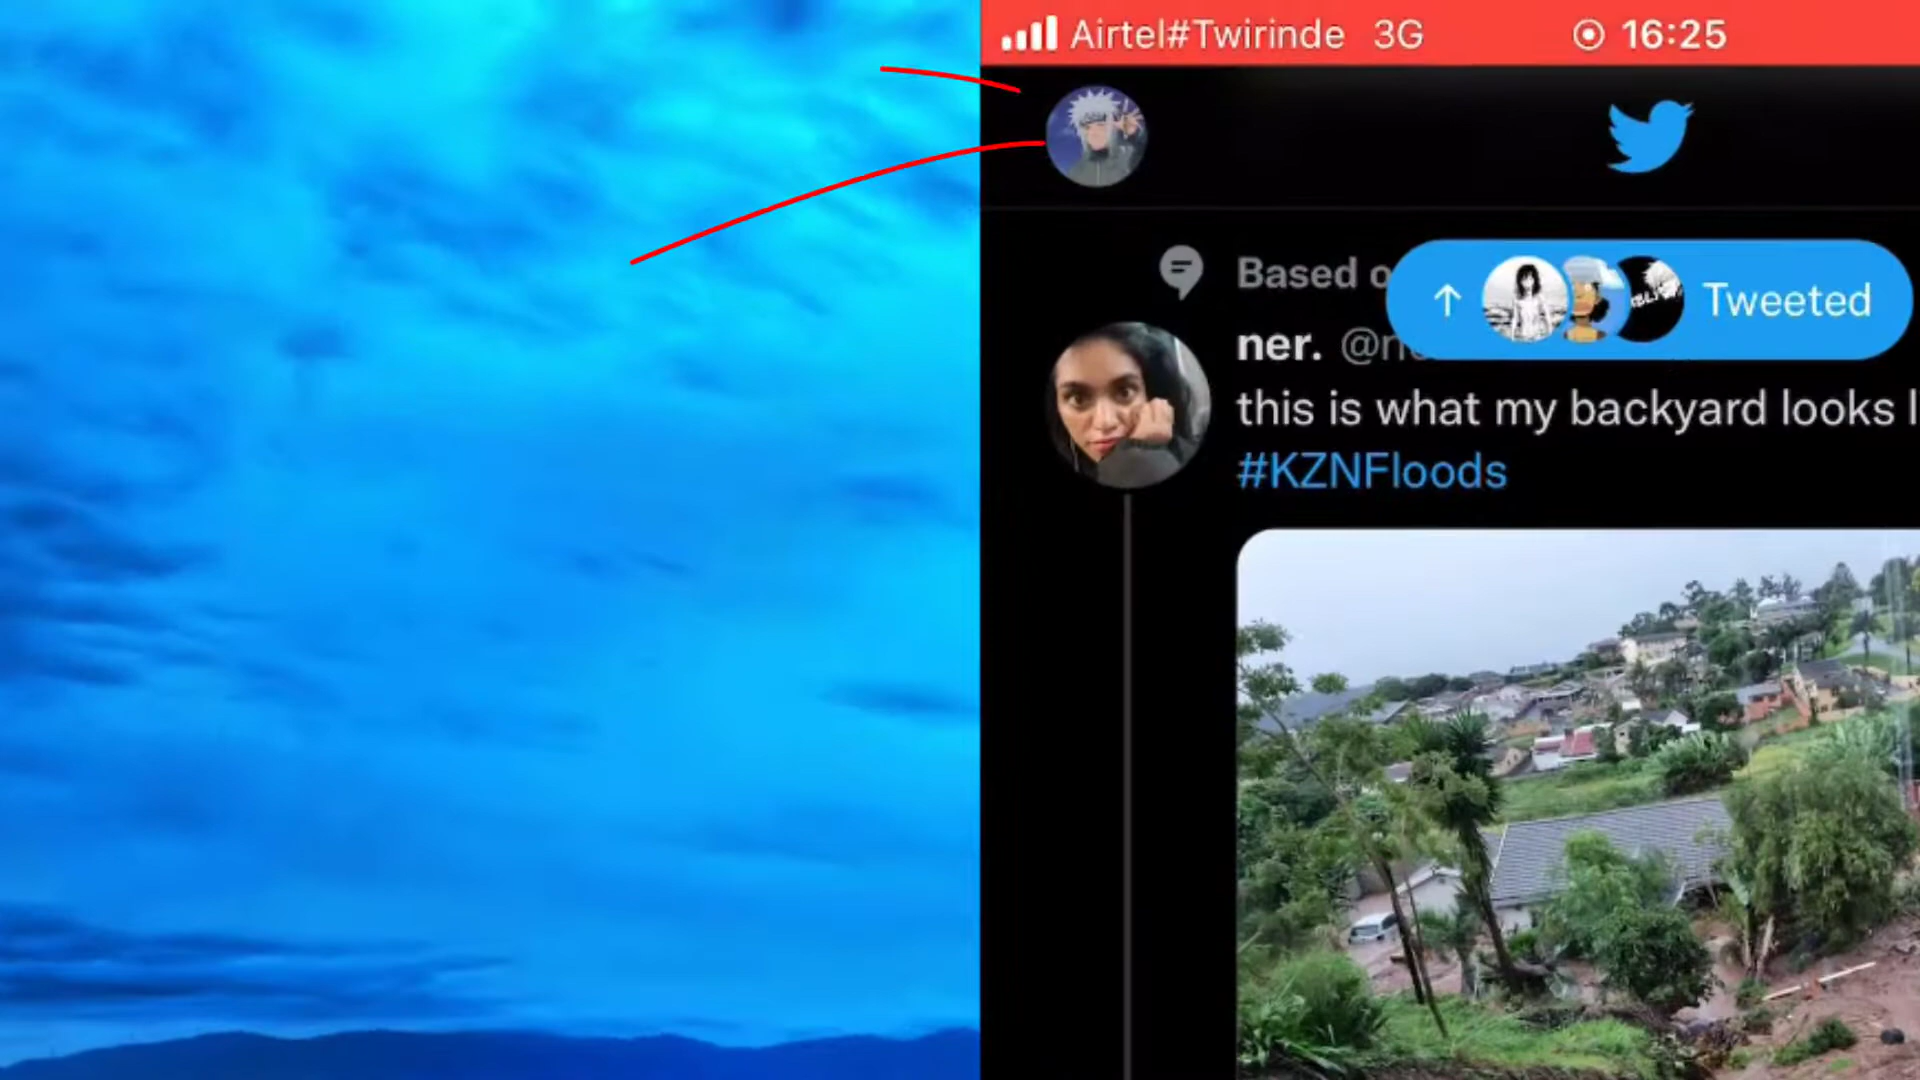 Airtel#Twirinde 3G 16:25
Based o
Tweeted
ner. @n
this is what my backyard looks l
#KZNFloods